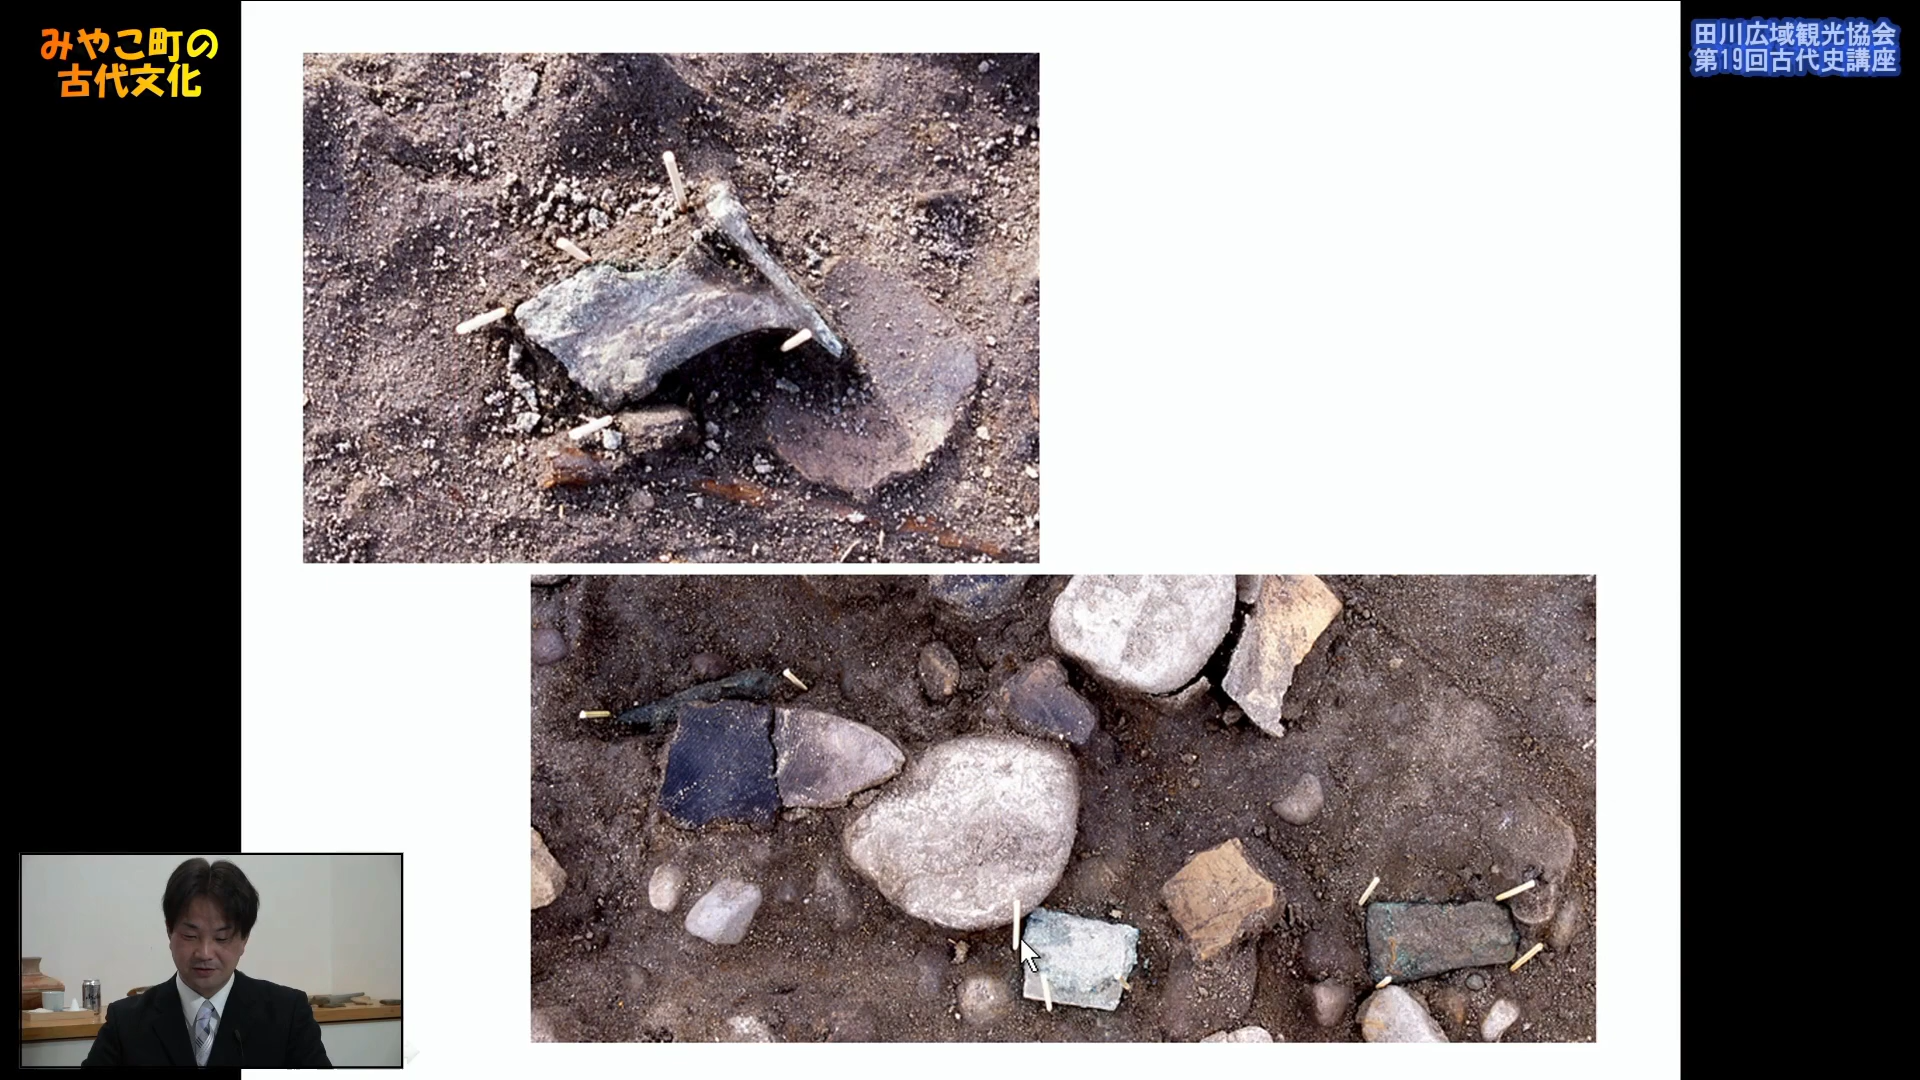 みやこ町の
古代文化
田川広域観光協会
第19回古代史講座